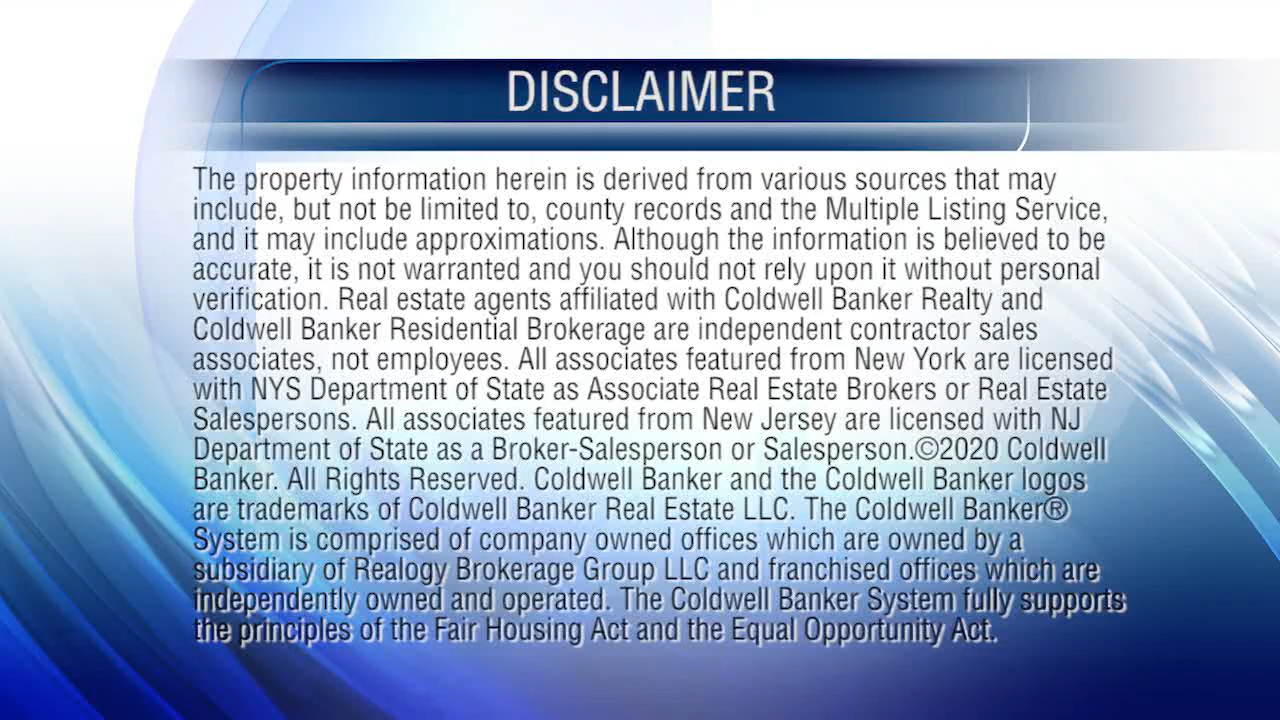 DISCLAIMER
The property information herein is derived from various sources that may
include, but not be limited to, county records and the Multiple Listing Service,
and it may include approximations. Although the information is believed to be
accurate, it is not warranted and you should not rely upon it without personal
verification. Real estate agents affiliated with Coldwell Banker Realty and
Coldwell Banker Residential Brokerage are independent contractor sales
associates, not employees. All associates featured from New York are licensed
with NYS Department of State as Associate Real Estate Brokers or Real Estate
Salespersons. All associates featured from New Jersey are licensed with NJ
Department of State as a Broker-Salesperson or Salesperson.©2020 Coldwell
Banker. All Rights Reserved. Coldwell Banker and the Coldwell Banker logos
are trademarks of Coldwell Banker Real Estate LLC. The Coldwell Banker®
System is comprised of company owned offices which are owned by a
subsidiary of Realogy Brokerage Group LLC and franchised offices which are
independently owned and operated. The Coldwell Banker System fully supports
the principles of the Fair Housing Act and the Equal Opportunity Act.